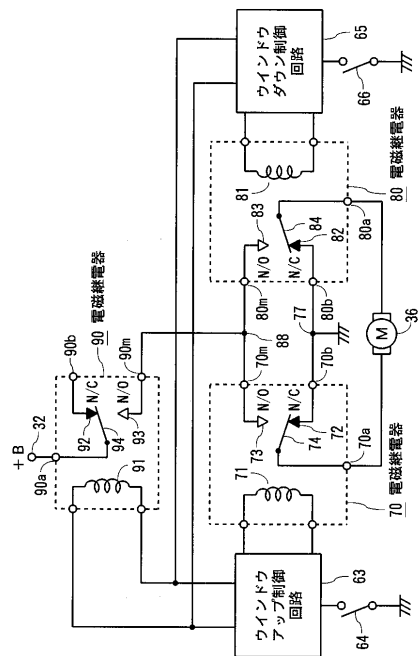 +B
32
90a
92
94
91
93
N/C
N/O
90b
90m
90 電磁継電器
65
ウインドウ
ダウン制御
回路
66
81
83
84
82
N/O
N/C
80m
80b
80a
80 電磁継電器
88
77
M
36
70m
70b
N/O
N/C
73
74
72
70a
71
70 電磁継電器
ウインドウ
アップ制御
回路
63
64